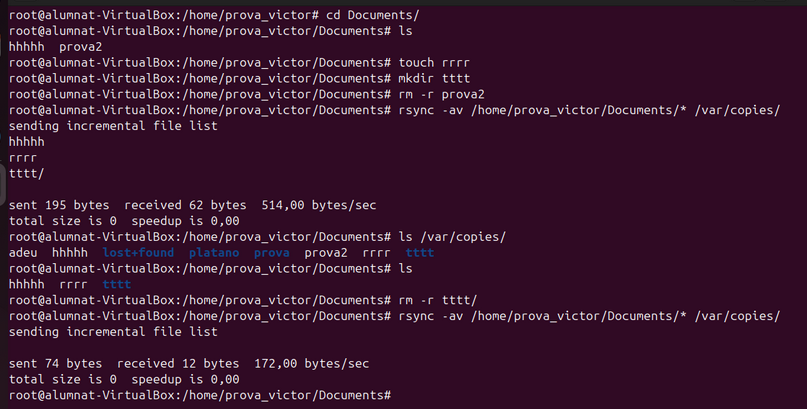 root@alumnat-VirtualBox:/home/prova_victor# cd Documents/
root@alumnat-VirtualBox:/home/prova_victor/Documents# ls
hhhhh  prova2
root@alumnat-VirtualBox:/home/prova_victor/Documents# touch rrrr
root@alumnat-VirtualBox:/home/prova_victor/Documents# mkdir tttt
root@alumnat-VirtualBox:/home/prova_victor/Documents# rm -r prova2
root@alumnat-VirtualBox:/home/prova_victor/Documents# rsync -av /home/prova_victor/Documents/* /var/copies/
sending incremental file list
hhhhh
rrrr
tttt/

sent 195 bytes  received 62 bytes  514,00 bytes/sec
total size is 0  speedup is 0,00
root@alumnat-VirtualBox:/home/prova_victor/Documents# ls /var/copies/
adeu  hhhhh  lost+found  platano  prova  prova2  rrrr  tttt
root@alumnat-VirtualBox:/home/prova_victor/Documents# ls
hhhhh  rrrr  tttt
root@alumnat-VirtualBox:/home/prova_victor/Documents# rm -r tttt/
root@alumnat-VirtualBox:/home/prova_victor/Documents# rsync -av /home/prova_victor/Documents/* /var/copies/
sending incremental file list

sent 74 bytes  received 12 bytes  172,00 bytes/sec
total size is 0  speedup is 0,00
root@alumnat-VirtualBox:/home/prova_victor/Documents#